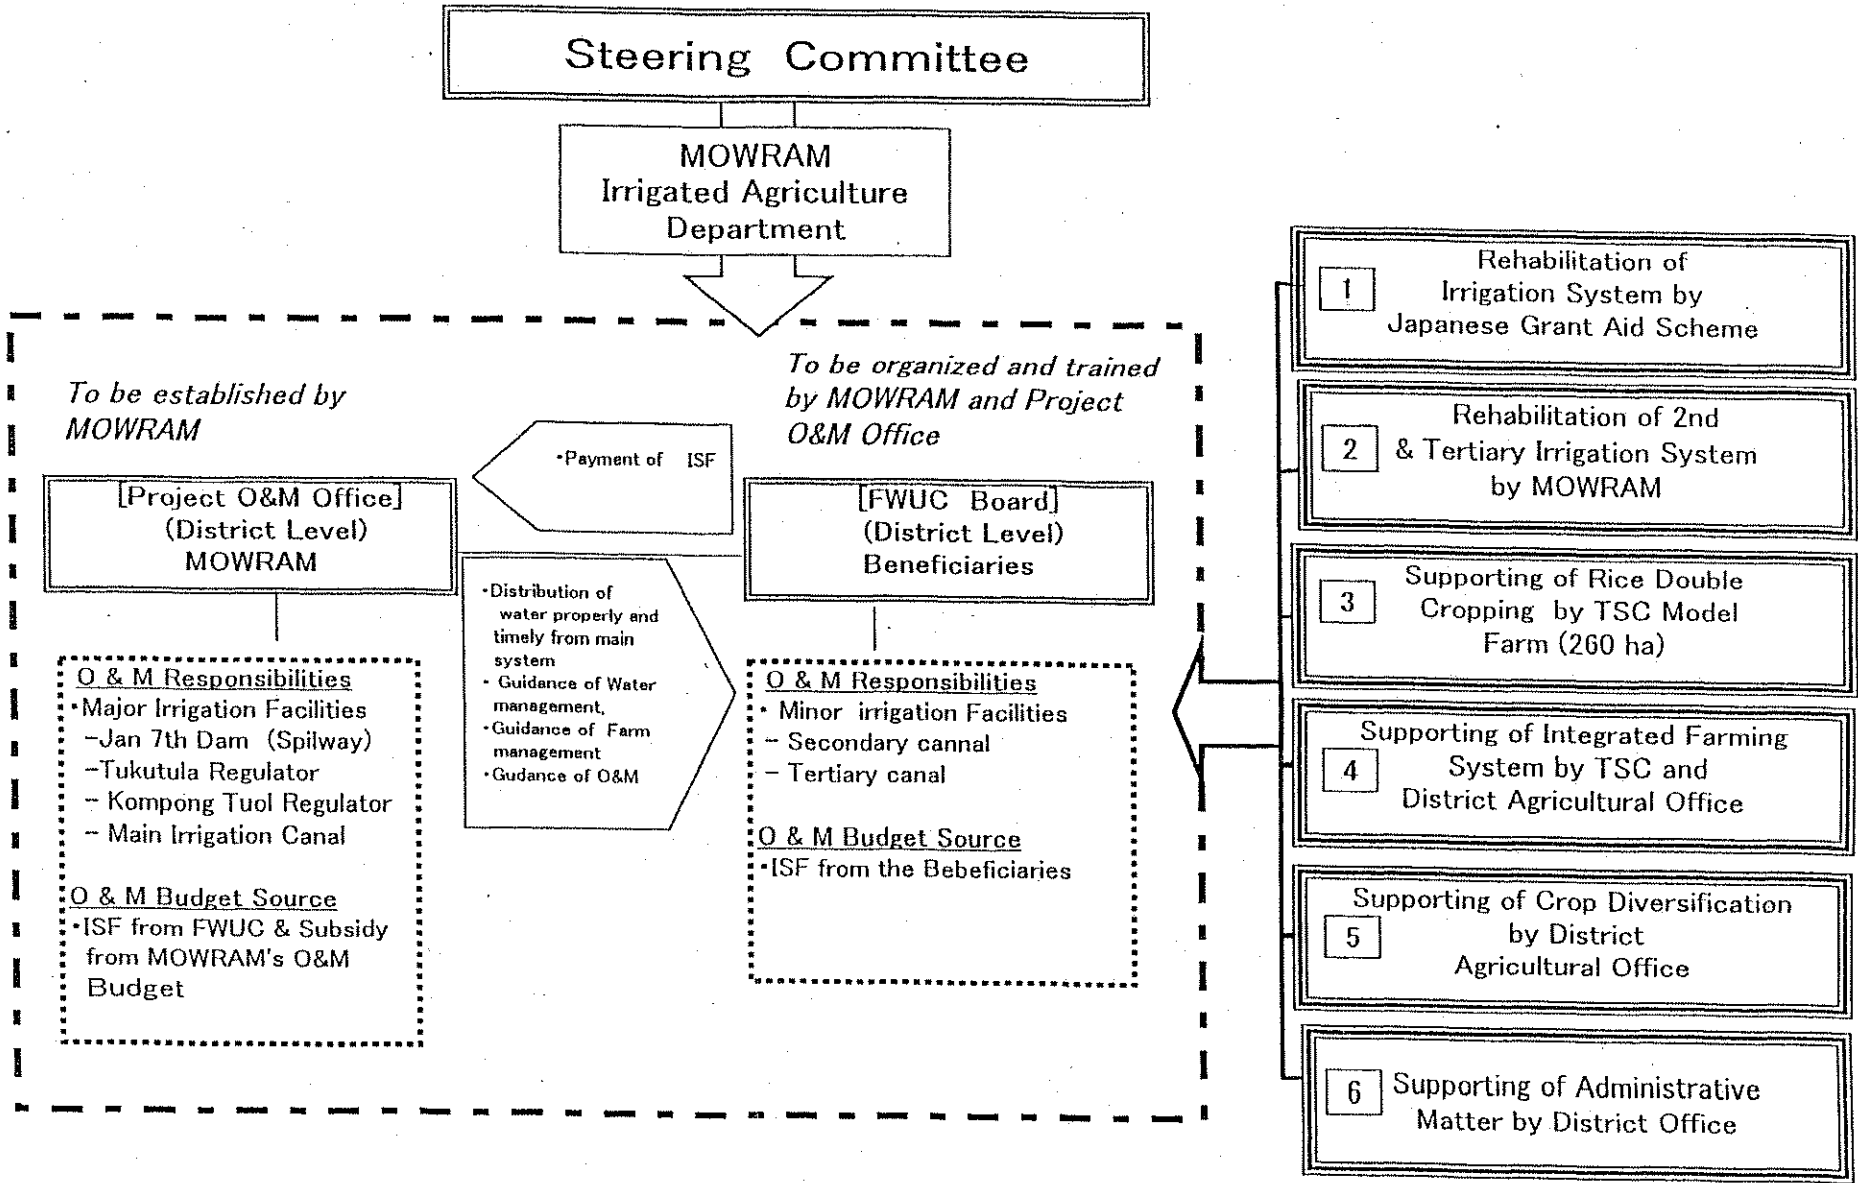 Steering Committee
MOWRAM
Irrigated Agriculture
Department
To be established by
MOWRAM
To be organized and trained
by MOWRAM and Project
O&M Office
•Payment of ISF
[Project O&M Office]
(District Level)
MOWRAM
[FWUC Board]
(District Level)
Beneficiaries
•Distribution of
water properly and
timely from main
system
• Guidance of Water
management,
•Guidance of Farm
management
•Gudance of O&M
O & M Responsibilities
•Major Irrigation Facilities
-Jan 7th Dam (Spilway)
-Tukutula Regulator
- Kompong Tuol Regulator
- Main Irrigation Canal
O & M Budget Source
•ISF from FWUC & Subsidy
from MOWRAM's O&M
Budget
O & M Responsibilities
• Minor irrigation Facilities
- Secondary cannal
- Tertiary canal
O & M Budget Source
•ISF from the Bebeficiaries
1
Rehabilitation of
Irrigation System by
Japanese Grant Aid Scheme
2
Rehabilitation of 2nd
& Tertiary Irrigation System
by MOWRAM
3
Supporting of Rice Double
Cropping by TSC Model
Farm (260 ha)
4
Supporting of Integrated Farming
System by TSC and
District Agricultural Office
5
Supporting of Crop Diversification
by District
Agricultural Office
6
Supporting of Administrative
Matter by District Office